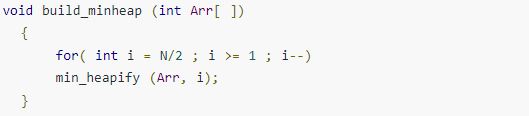 void build_minheap (int Arr[ ])
{
for( int i = N/2 ; i >= 1 ; i--)
min_heapify (Arr, i);
}